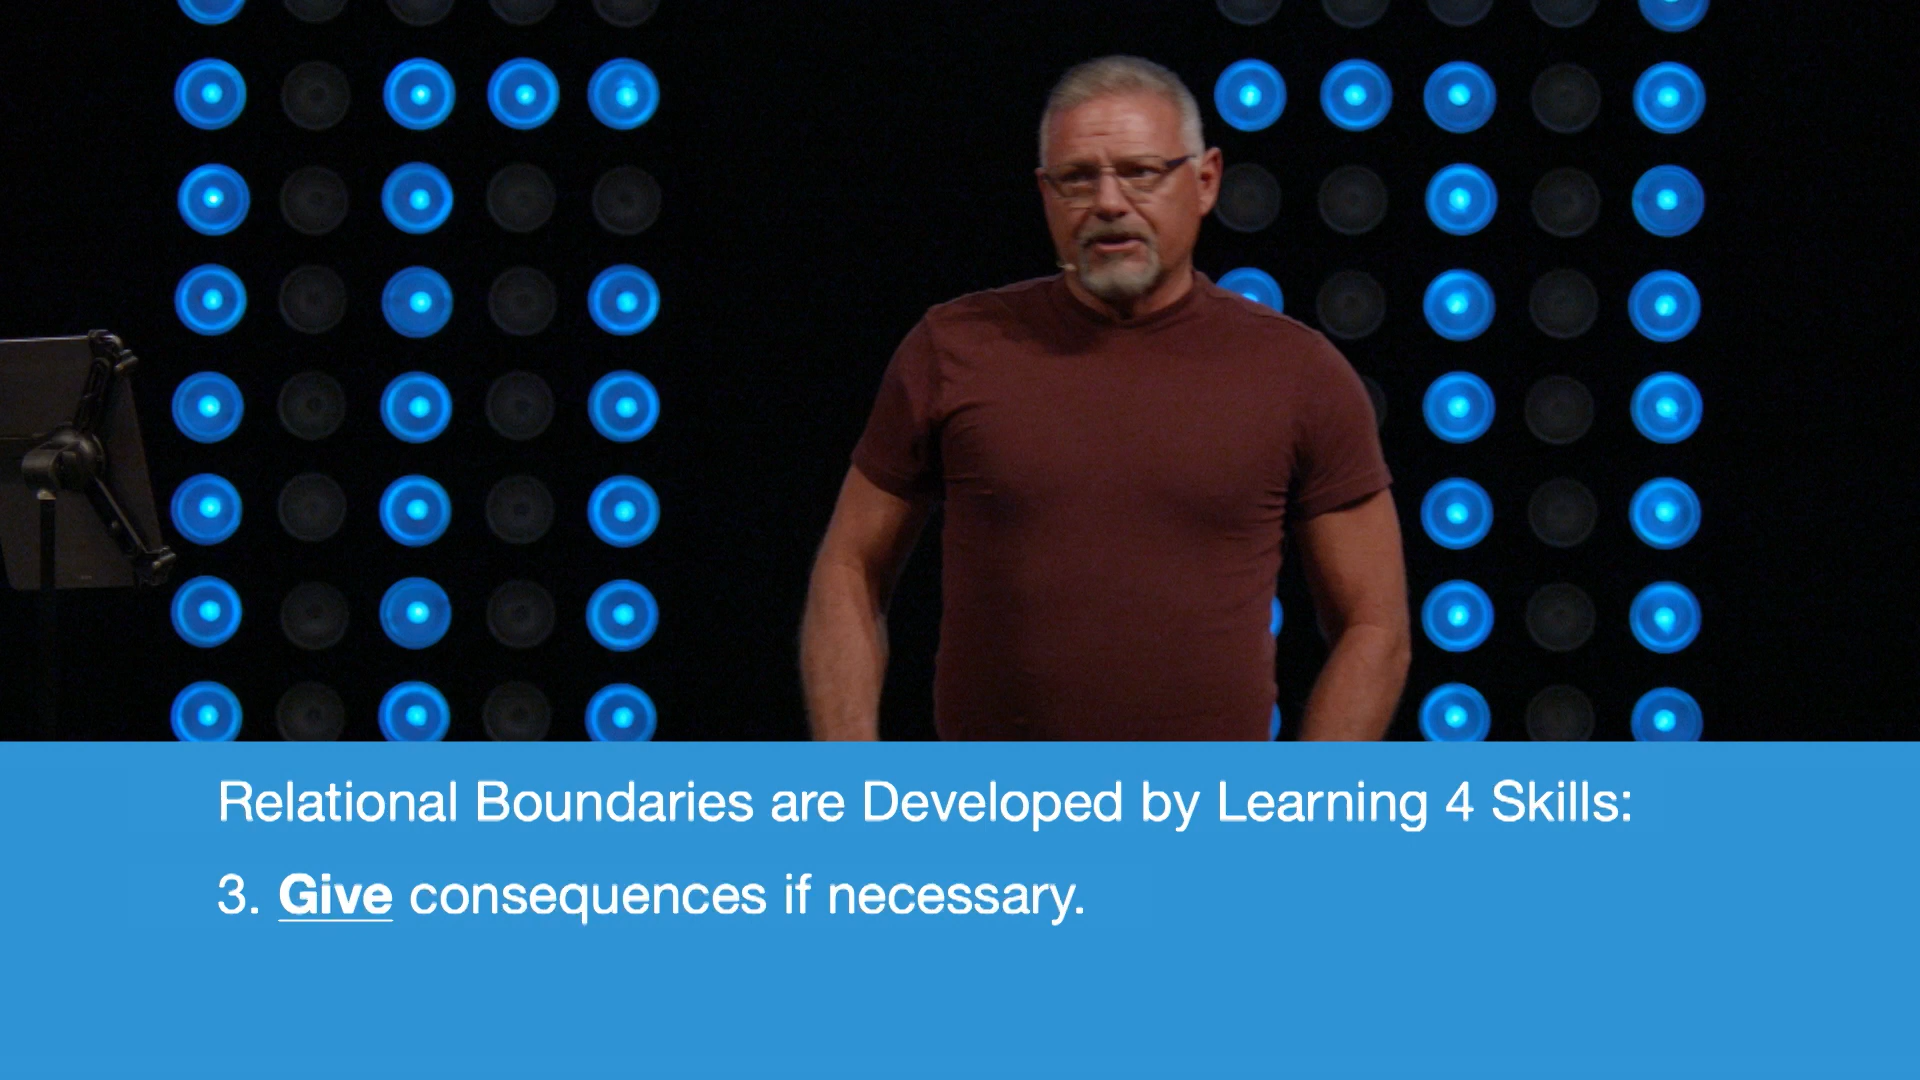 Relational Boundaries are Developed by Learning 4 Skills:
3. Give consequences if necessary.